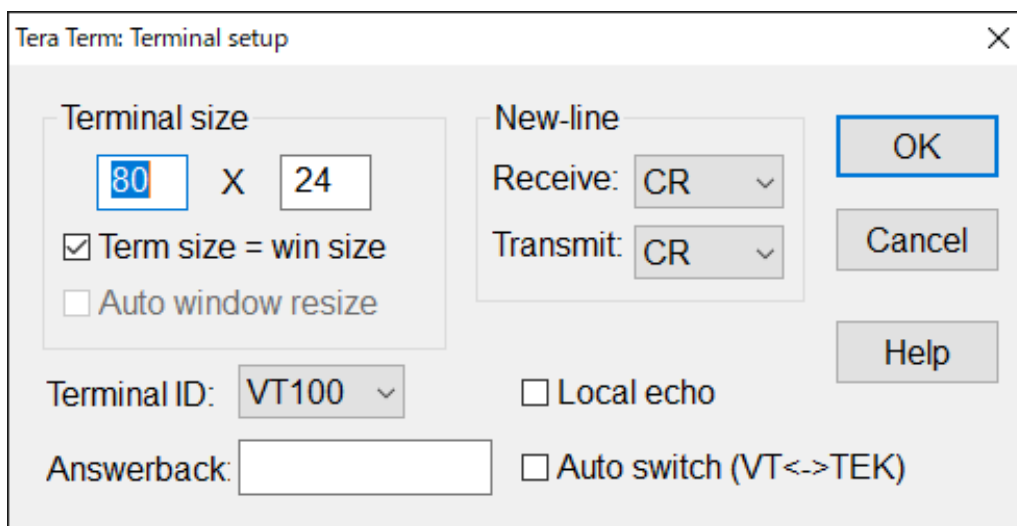 Tera Term: Terminal setup
Terminal size
80 X 24
Term size = win size
Auto window resize
New-line
Receive: CR
Transmit: CR
OK
Cancel
Help
Terminal ID: VT100
Local echo
Answerback:
Auto switch (VT<->TEK)